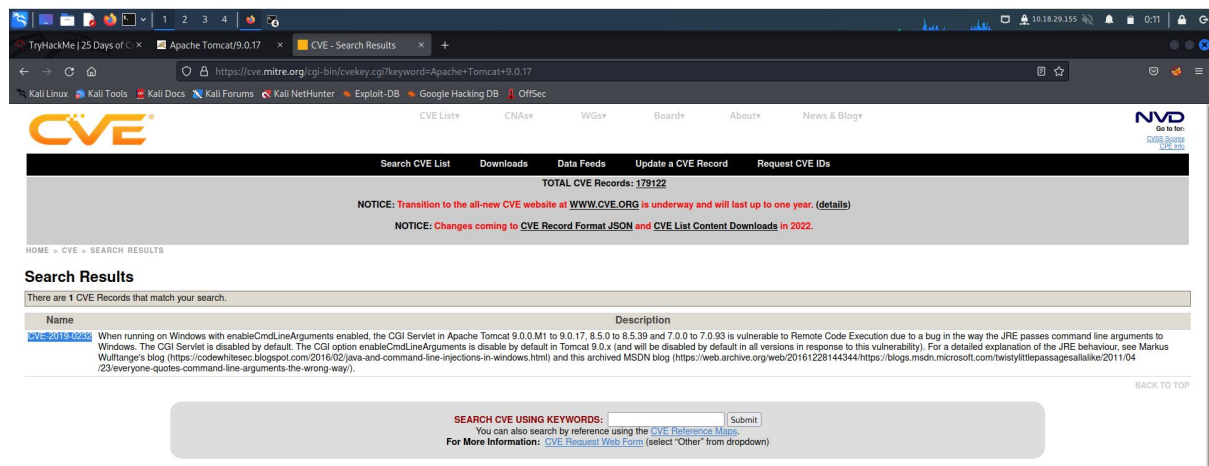 1 2 3 4
10.18.29.155 0:11
TryHackMe | 25 Days of C × Apache Tomcat/9.0.17 × CVE - Search Results × +
https://cve.mitre.org/cgi-bin/cvekey.cgi?keyword=Apache+Tomcat+9.0.17
Kali Linux Kali Tools Kali Docs Kali Forums Kali NetHunter Exploit-DB Google Hacking DB OffSec
CVE
CVE List▾ CNAs▾ WGs▾ Board▾ About▾ News & Blog▾
NVD
Go to for:
CVSS Scores
CPE Info
Search CVE List Downloads Data Feeds Update a CVE Record Request CVE IDs
TOTAL CVE Records: 179122
NOTICE: Transition to the all-new CVE website at WWW.CVE.ORG is underway and will last up to one year. (details)
NOTICE: Changes coming to CVE Record Format JSON and CVE List Content Downloads in 2022.
HOME > CVE > SEARCH RESULTS
Search Results
There are 1 CVE Records that match your search.
Name Description
CVE-2019-0232 When running on Windows with enableCmdLineArguments enabled, the CGI Servlet in Apache Tomcat 9.0.0.M1 to 9.0.17, 8.5.0 to 8.5.39 and 7.0.0 to 7.0.93 is vulnerable to Remote Code Execution due to a bug in the way the JRE passes command line arguments to
Windows. The CGI Servlet is disabled by default. The CGI option enableCmdLineArguments is disable by default in Tomcat 9.0.x (and will be disabled by default in all versions in response to this vulnerability). For a detailed explanation of the JRE behaviour, see Markus
Wulftange's blog (https://codewhitesec.blogspot.com/2016/02/java-and-command-line-injections-in-windows.html) and this archived MSDN blog (https://web.archive.org/web/20161228144344/https://blogs.msdn.microsoft.com/twistylittlepassagesallalike/2011/04
/23/everyone-quotes-command-line-arguments-the-wrong-way/).
BACK TO TOP
SEARCH CVE USING KEYWORDS: Submit
You can also search by reference using the CVE Reference Maps.
For More Information: CVE Request Web Form (select "Other" from dropdown)